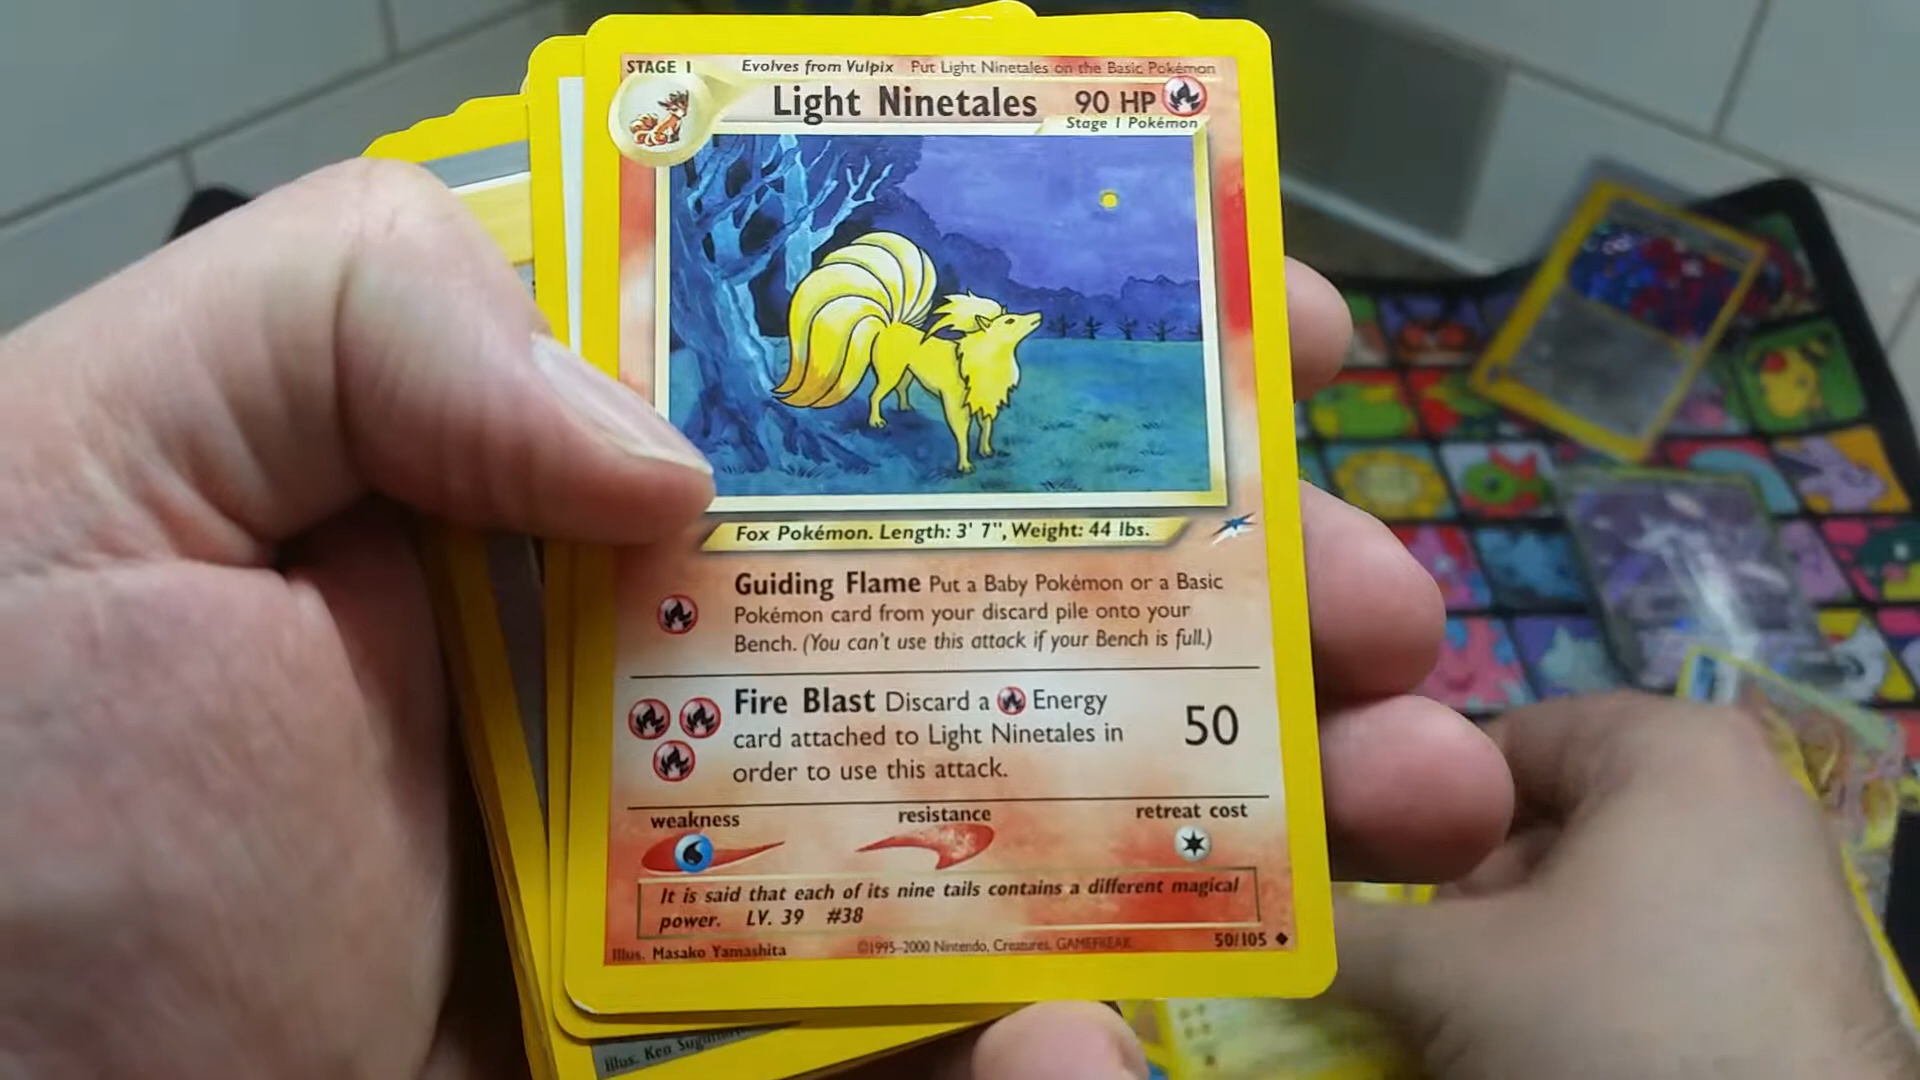 STAGE 1 Evolves from Vulpix Put Light Ninetales on the Basic Pokémon
Light Ninetales 90 HP
Stage 1 Pokémon
Fox Pokémon. Length: 3' 7", Weight: 44 lbs.
Guiding Flame Put a Baby Pokémon or a Basic
Pokémon card from your discard pile onto your
Bench. (You can't use this attack if your Bench is full.)
Fire Blast Discard a Energy
card attached to Light Ninetales in
order to use this attack.
50
weakness resistance retreat cost
It is said that each of its nine tails contains a different magical
power. LV. 39 #38
Illus. Masako Yamashita ©1995-2000 Nintendo, Creatures, GAMEFREAK 50/105
Illus. Ken